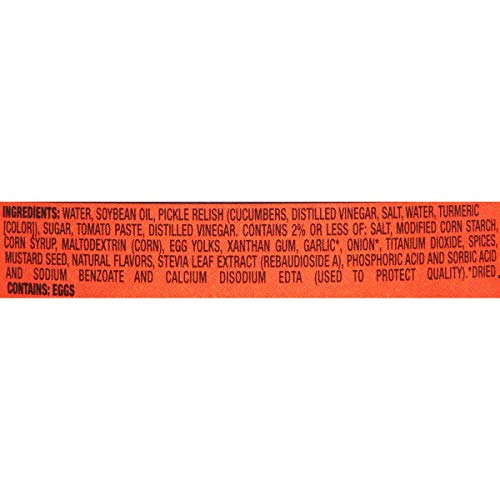 INGREDIENTS: WATER, SOYBEAN OIL, PICKLE RELISH (CUCUMBERS, DISTILLED VINEGAR, SALT, WATER, TURMERIC
[COLOR]), SUGAR, TOMATO PASTE, DISTILLED VINEGAR. CONTAINS 2% OR LESS OF: SALT, MODIFIED CORN STARCH,
CORN SYRUP, MALTODEXTRIN (CORN), EGG YOLKS, XANTHAN GUM, GARLIC*, ONION*, TITANIUM DIOXIDE, SPICES
MUSTARD SEED, NATURAL FLAVORS, STEVIA LEAF EXTRACT (REBAUDIOSIDE A), PHOSPHORIC ACID AND SORBIC ACID
AND SODIUM BENZOATE AND CALCIUM DISODIUM EDTA (USED TO PROTECT QUALITY).*DRIED
CONTAINS: EGGS